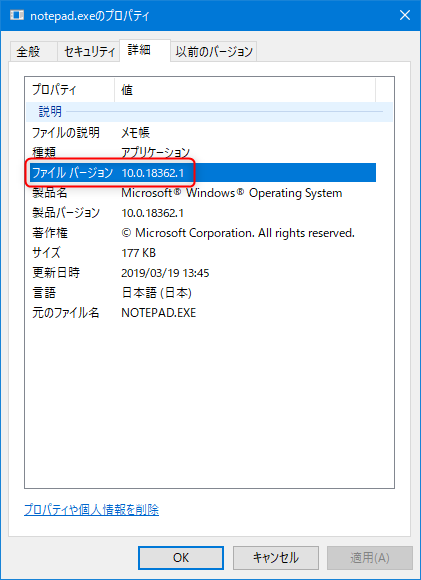 notepad.exeのプロパティ
全般 セキュリティ 詳細 以前のバージョン
プロパティ 値
説明
ファイルの説明 メモ帳
種類 アプリケーション
ファイル バージョン 10.0.18362.1
製品名 Microsoft® Windows® Operating System
製品バージョン 10.0.18362.1
著作権 © Microsoft Corporation. All rights reserved.
サイズ 177 KB
更新日時 2019/03/19 13:45
言語 日本語 (日本)
元のファイル名 NOTEPAD.EXE
プロパティや個人情報を削除
OK キャンセル 適用(A)